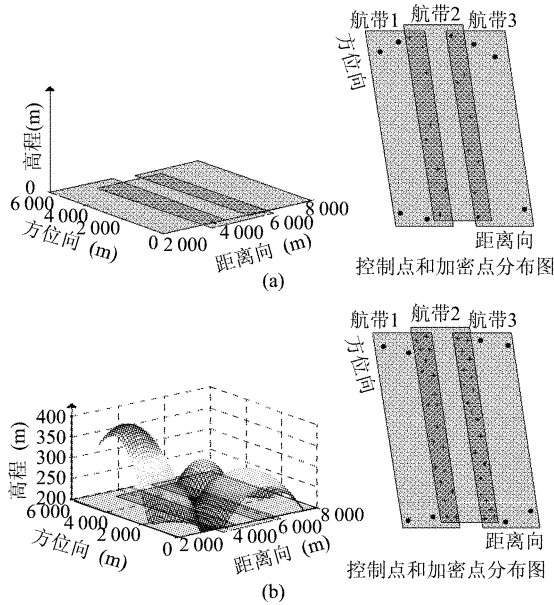 航带1
航带2
航带3
方位向
高程(m)
0
6 000
4 000
2 000
0
方位向 (m)
2 000
4 000
6 000
8 000
距离向
(m)
距离向
控制点和加密点分布图
(a)
航带1
航带2
航带3
方位向
高程 (m)
400
350
300
250
200
6 000
4 000
2 000
0
方位向 (m)
2 000
4 000
6 000
8 000
距离向
(m)
距离向
控制点和加密点分布图
(b)